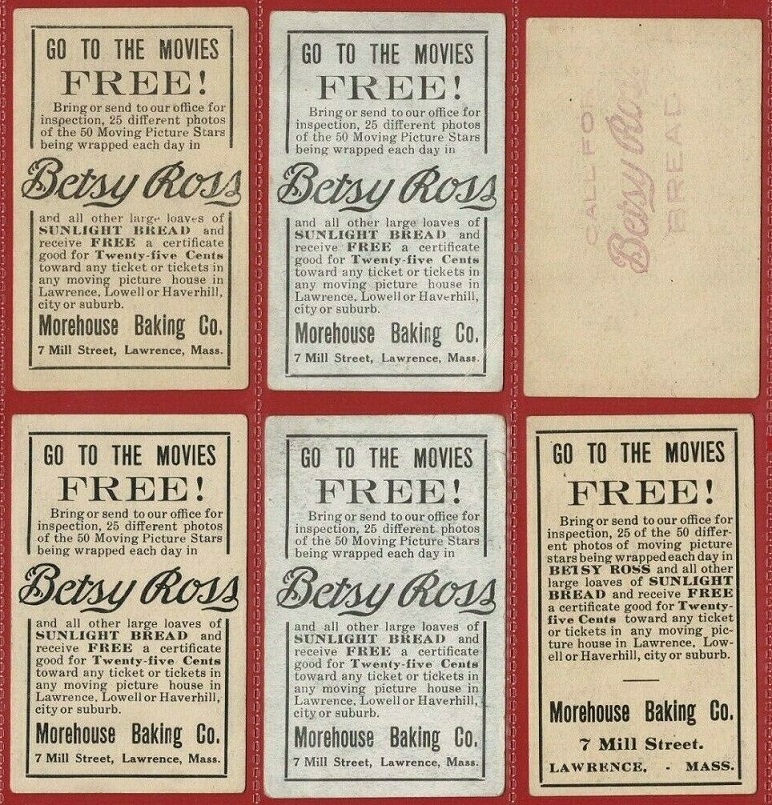 GO TO THE MOVIES
FREE!
Bring or send to our office for
inspection, 25 different photos
of the 50 Moving Picture Stars
being wrapped each day in
Betsy Ross
and all other large loaves of
SUNLIGHT BREAD and
receive FREE a certificate
good for Twenty-five Cents
toward any ticket or tickets in
any moving picture house in
Lawrence, Lowell or Haverhill,
city or suburb.
Morehouse Baking Co.
7 Mill Street, Lawrence, Mass.
GO TO THE MOVIES
FREE!
Bring or send to our office for
inspection, 25 different photos
of the 50 Moving Picture Stars
being wrapped each day in
Betsy Ross
and all other large loaves of
SUNLIGHT BREAD and
receive FREE a certificate
good for Twenty-five Cents
toward any ticket or tickets in
any moving picture house in
Lawrence, Lowell or Haverhill,
city or suburb.
Morehouse Baking Co.
7 Mill Street, Lawrence, Mass.
CALL FOR
Betsy Ross
BREAD
GO TO THE MOVIES
FREE!
Bring or send to our office for
inspection, 25 different photos
of the 50 Moving Picture Stars
being wrapped each day in
Betsy Ross
and all other large loaves of
SUNLIGHT BREAD and
receive FREE a certificate
good for Twenty-five Cents
toward any ticket or tickets in
any moving picture house in
Lawrence, Lowell or Haverhill,
city or suburb.
Morehouse Baking Co.
7 Mill Street, Lawrence, Mass.
GO TO THE MOVIES
FREE!
Bring or send to our office for
inspection, 25 different photos
of the 50 Moving Picture Stars
being wrapped each day in
Betsy Ross
and all other large loaves of
SUNLIGHT BREAD and
receive FREE a certificate
good for Twenty-five Cents
toward any ticket or tickets in
any moving picture house in
Lawrence, Lowell or Haverhill,
city or suburb.
Morehouse Baking Co.
7 Mill Street, Lawrence, Mass.
GO TO THE MOVIES
FREE!
Bring or send to our office for
inspection, 25 of the 50 differ-
ent photos of moving picture
stars being wrapped each day in
BETSY ROSS and all other
large loaves of SUNLIGHT
BREAD and receive FREE
a certificate good for Twenty-
five Cents toward any ticket
or tickets in any moving pic-
ture house in Lawrence, Low-
ell or Haverhill, city or suburb.
Morehouse Baking Co.
7 Mill Street.
LAWRENCE, - MASS.